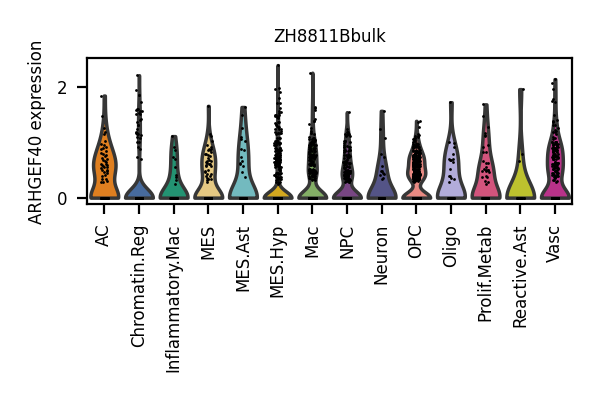 ZH8811Bbulk
ARHGEF40 expression
2
0
AC
Chromatin.Reg
Inflammatory.Mac
MES
MES.Ast
MES.Hyp
Mac
NPC
Neuron
OPC
Oligo
Prolif.Metab
Reactive.Ast
Vasc